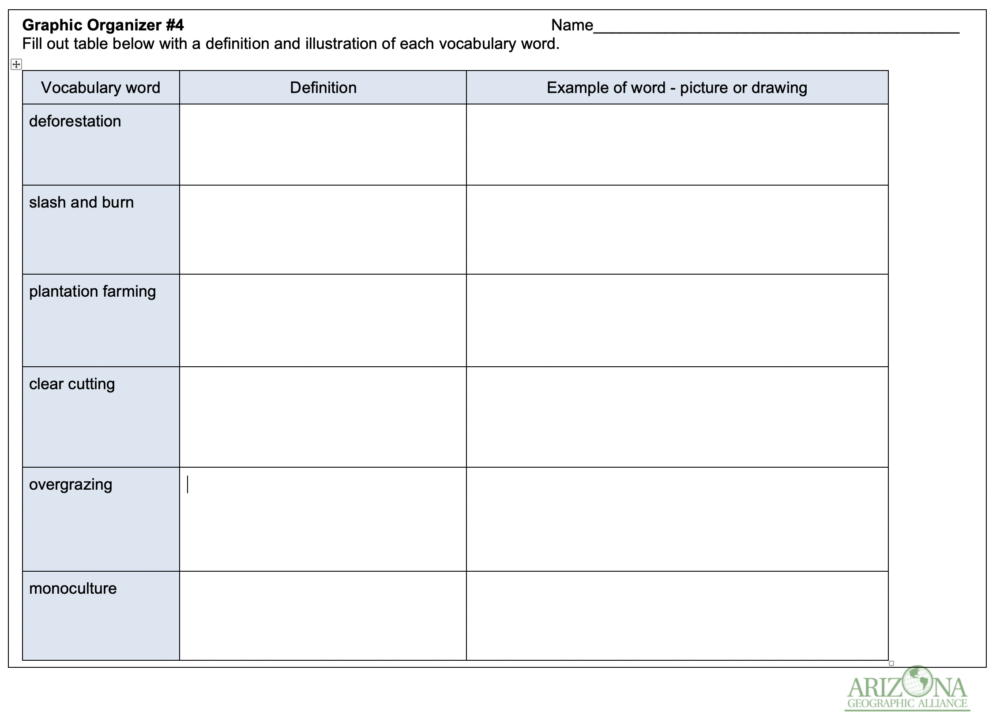 Graphic Organizer #4 Name_________________________________________
Fill out table below with a definition and illustration of each vocabulary word.
Vocabulary word Definition Example of word - picture or drawing
deforestation
slash and burn
plantation farming
clear cutting
overgrazing
monoculture
ARIZONA
GEOGRAPHIC ALLIANCE